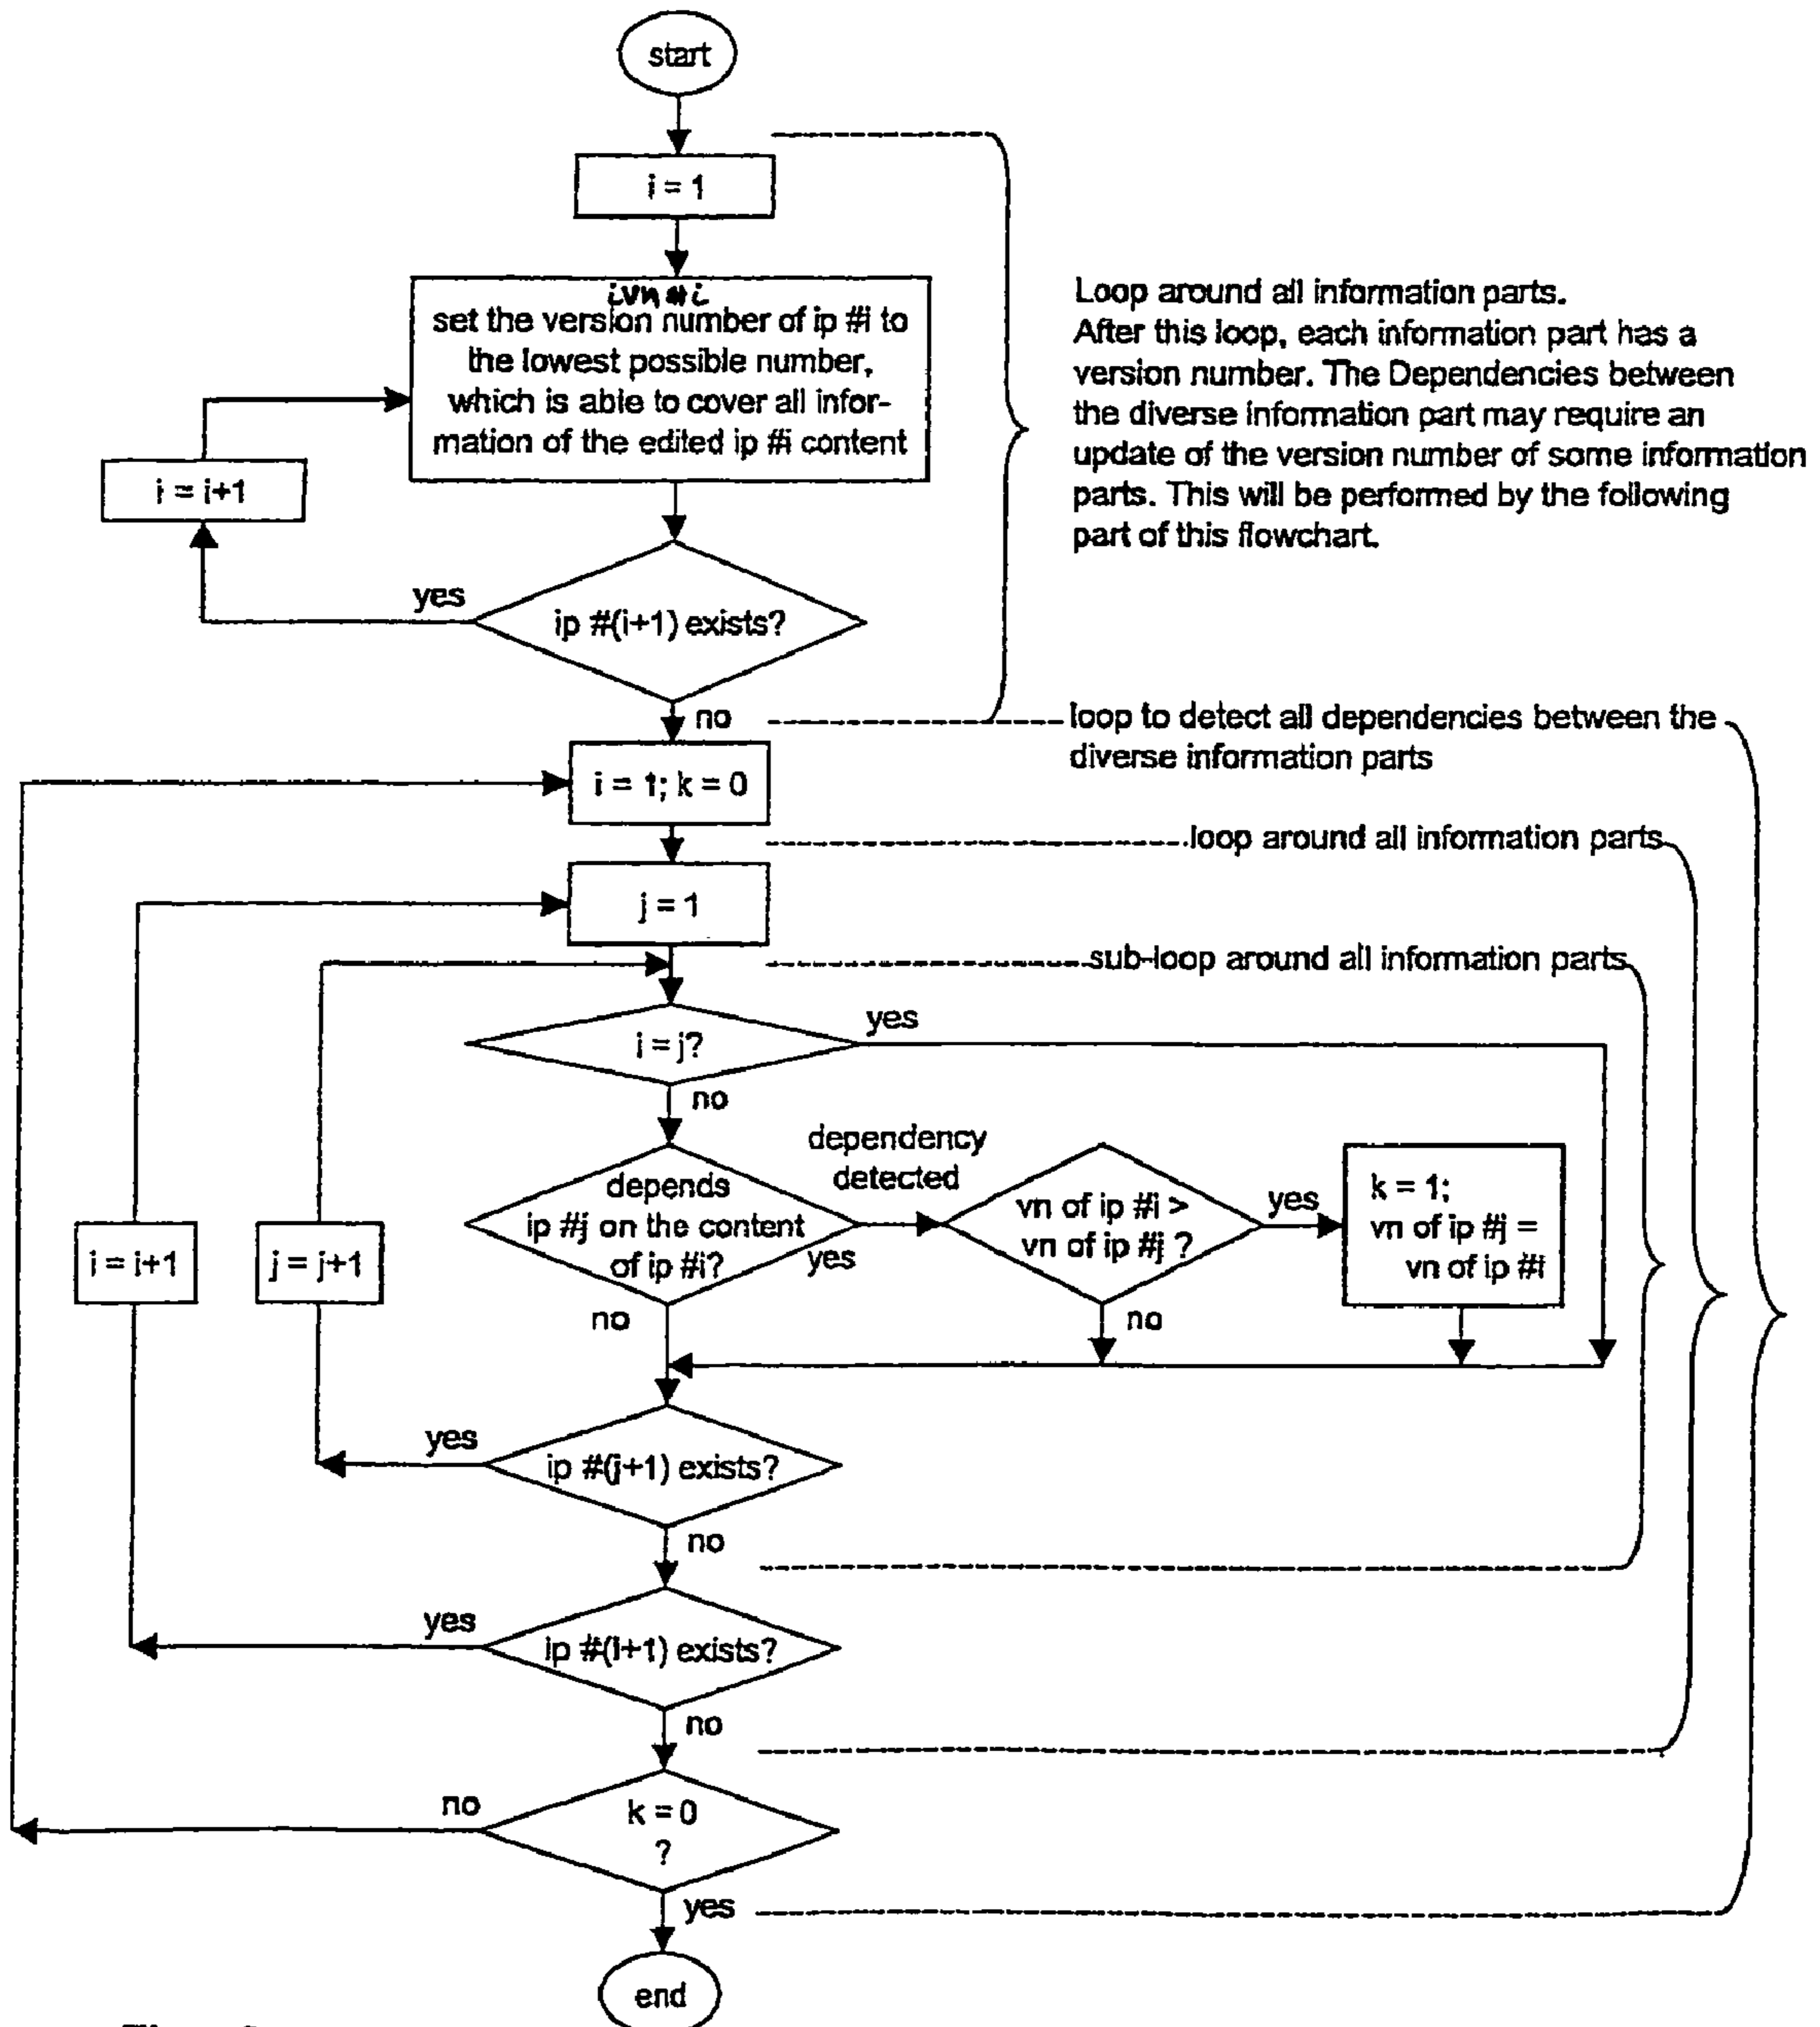 start
i = 1
ivn #i
set the version number of ip #i to
the lowest possible number,
which is able to cover all infor-
mation of the edited ip #i content
i = i+1
yes
ip #(i+1) exists?
no
Loop around all information parts.
After this loop, each information part has a
version number. The Dependencies between
the diverse information part may require an
update of the version number of some information
parts. This will be performed by the following
part of this flowchart.
loop to detect all dependencies between the
diverse information parts
i = 1; k = 0
loop around all information parts
j = 1
sub-loop around all information parts
i = j?
yes
no
depends
ip #j on the content
of ip #i?
dependency
detected
yes
no
vn of ip #i >
vn of ip #j ?
yes
no
k = 1;
vn of ip #j =
vn of ip #i
i = i+1
j = j+1
yes
ip #(j+1) exists?
no
yes
ip #(i+1) exists?
no
no
k = 0
?
yes
end